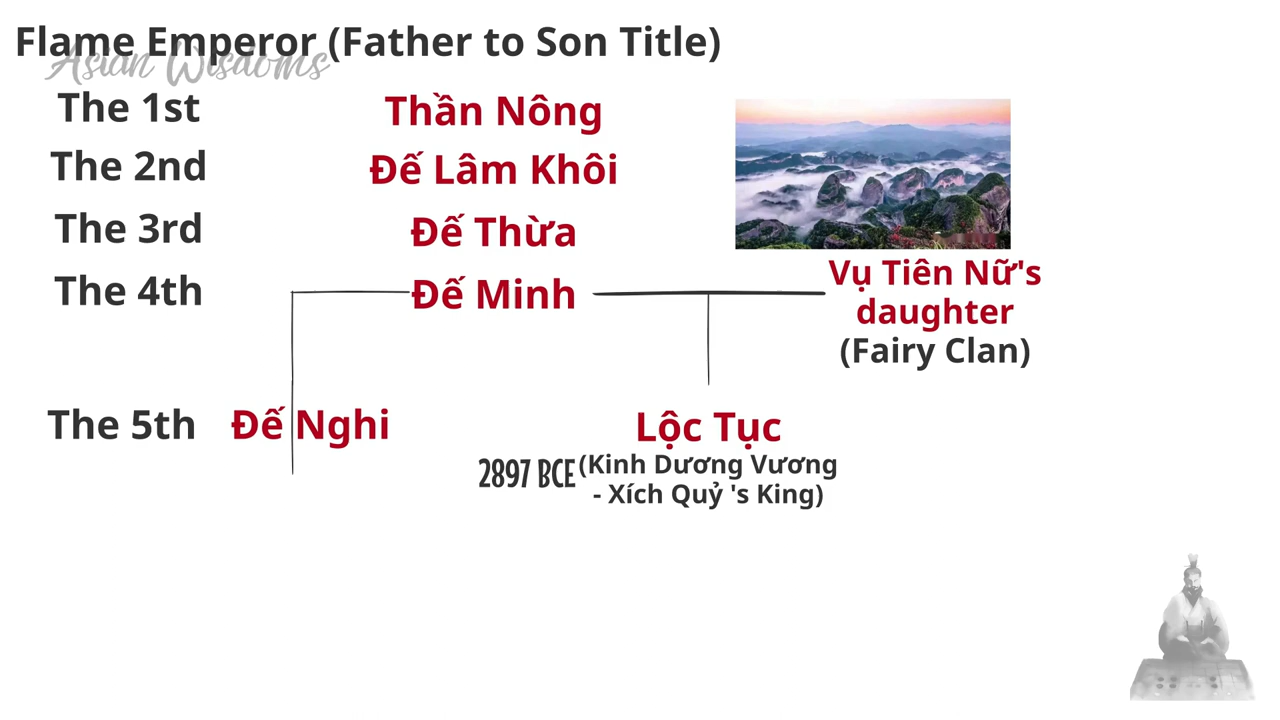 Flame Emperor (Father to Son Title)
Asian Wisdoms
The 1st Thần Nông
The 2nd Đế Lâm Khôi
The 3rd Đế Thừa
The 4th Đế Minh
Vụ Tiên Nữ's
daughter
(Fairy Clan)
The 5th Đế Nghi Lộc Tục
2897 BCE (Kinh Dương Vương
- Xích Quỷ 's King)